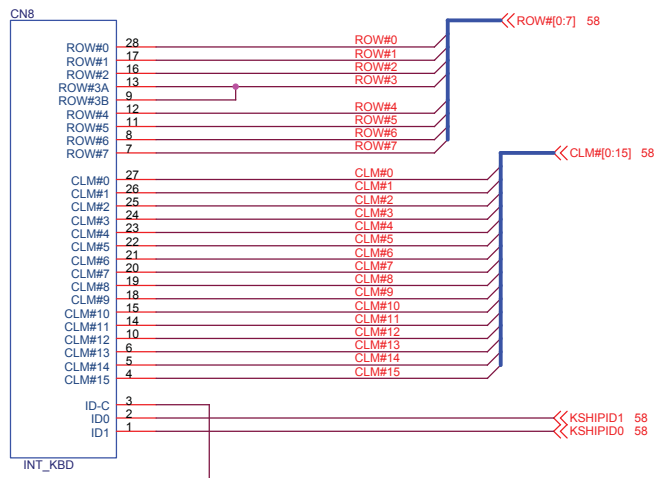 CN8
ROW#[0:7] 58
ROW#0 28 ROW#0
ROW#1 17 ROW#1
ROW#2 16 ROW#2
ROW#3A 13 ROW#3
ROW#3B 9
ROW#4 12 ROW#4
ROW#5 11 ROW#5
ROW#6 8 ROW#6
ROW#7 7 ROW#7
CLM#[0:15] 58
CLM#0 27 CLM#0
CLM#1 26 CLM#1
CLM#2 25 CLM#2
CLM#3 24 CLM#3
CLM#4 23 CLM#4
CLM#5 22 CLM#5
CLM#6 21 CLM#6
CLM#7 20 CLM#7
CLM#8 19 CLM#8
CLM#9 18 CLM#9
CLM#10 15 CLM#10
CLM#11 14 CLM#11
CLM#12 10 CLM#12
CLM#13 6 CLM#13
CLM#14 5 CLM#14
CLM#15 4 CLM#15
ID-C 3
ID0 2 KSHIPID1 58
ID1 1 KSHIPID0 58
INT_KBD